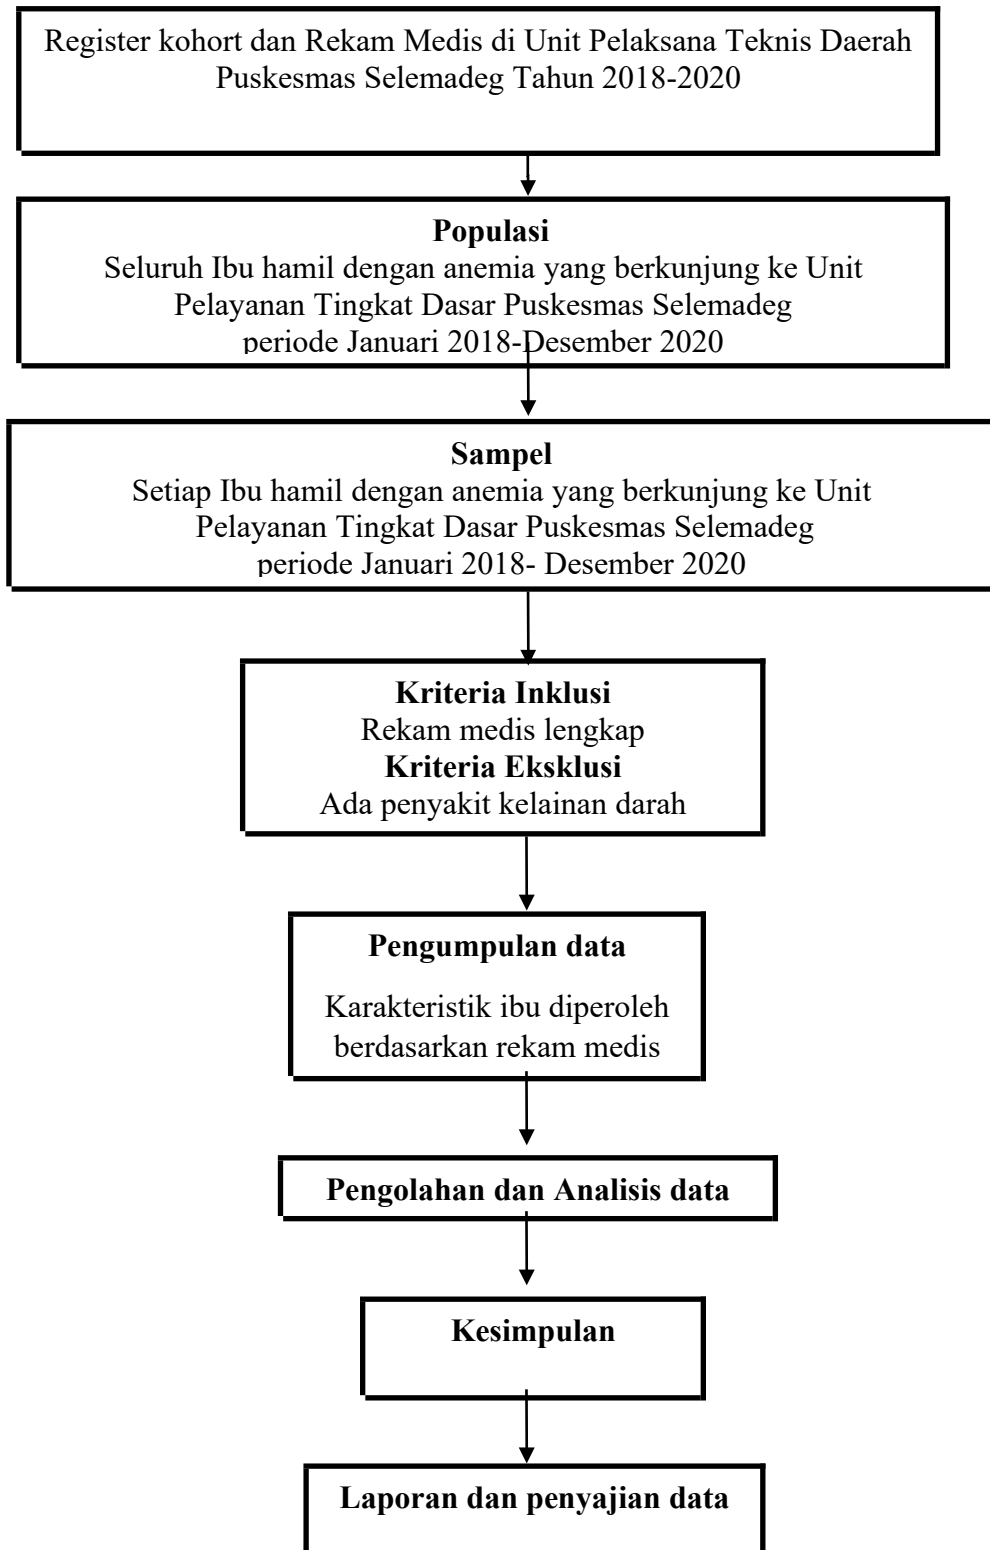 Register kohort dan Rekam Medis di Unit Pelaksana Teknis Daerah
Puskesmas Selemadeg Tahun 2018-2020
Populasi
Seluruh Ibu hamil dengan anemia yang berkunjung ke Unit
Pelayanan Tingkat Dasar Puskesmas Selemadeg
periode Januari 2018-Desember 2020
Sampel
Setiap Ibu hamil dengan anemia yang berkunjung ke Unit
Pelayanan Tingkat Dasar Puskesmas Selemadeg
periode Januari 2018- Desember 2020
Kriteria Inklusi
Rekam medis lengkap
Kriteria Eksklusi
Ada penyakit kelainan darah
Pengumpulan data
Karakteristik ibu diperoleh
berdasarkan rekam medis
Pengolahan dan Analisis data
Kesimpulan
Laporan dan penyajian data